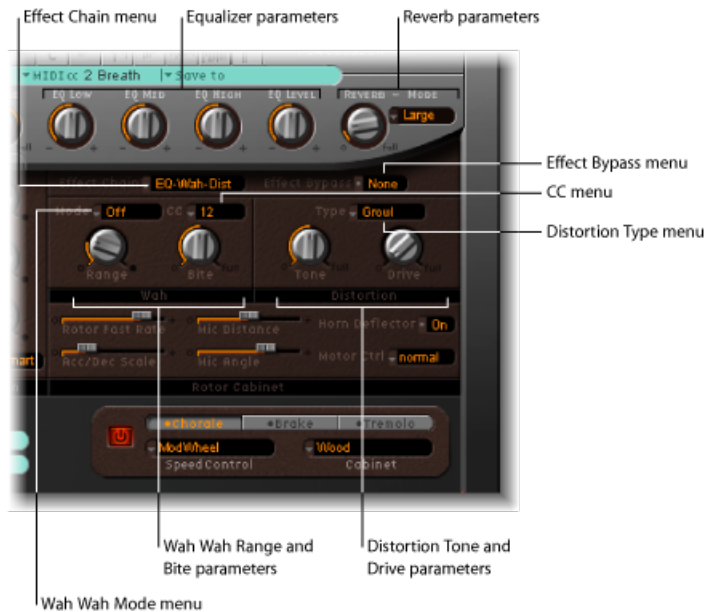 Effect Chain menu
Equalizer parameters
Reverb parameters
MIDI cc 2 Breath
Save to
EQ Low
EQ Mid
EQ High
EQ Level
Reverb – Mode
Large
full
Effect Chain
EQ-Wah-Dist
Effect Bypass
None
Effect Bypass menu
CC menu
Mode
Off
CC
12
Type
Growl
Distortion Type menu
Range
Bite
full
Tone
full
Drive
full
Wah
Distortion
Rotor Fast Rate
Mic Distance
Horn Deflector
On
Acc/Dec Scale
Mic Angle
Motor Ctrl
normal
Rotor Cabinet
Chorale
Brake
Tremolo
ModWheel
Wood
Speed Control
Cabinet
Wah Wah Range and
Bite parameters
Distortion Tone and
Drive parameters
Wah Wah Mode menu